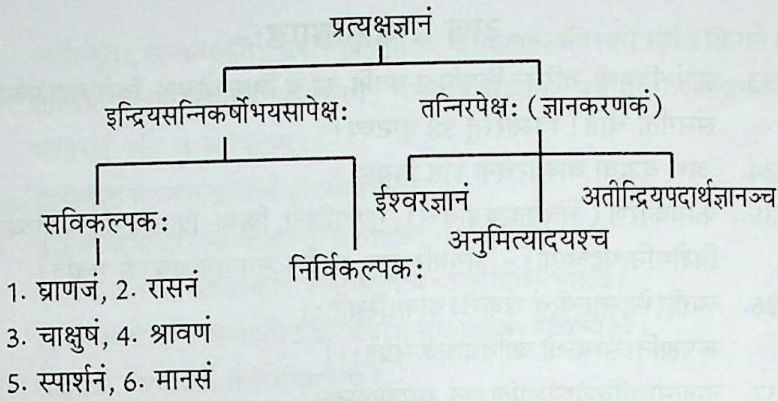 प्रत्यक्षज्ञानं
इन्द्रियसन्निकर्षोभयसापेक्षः तन्निरपेक्षः (ज्ञानकरणकं)
सविकल्पकः ईश्वरज्ञानं अतीन्द्रियपदार्थज्ञानञ्च
निर्विकल्पकः अनुमित्यादयश्च
1. घ्राणजं, 2. रासनं
3. चाक्षुषं, 4. श्रावणं
5. स्पार्शनं, 6. मानसं